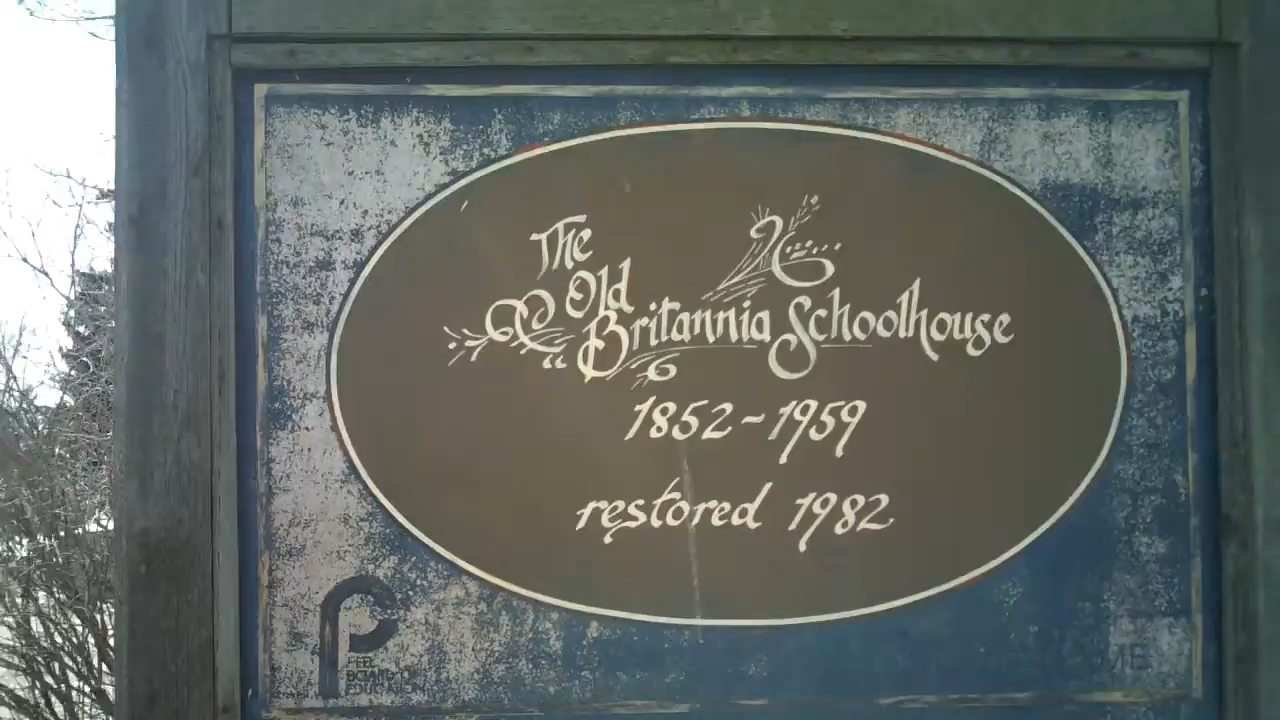 The
Old
Britannia Schoolhouse
1852-1959
restored 1982
PEEL
BOARD OF
EDUCATION